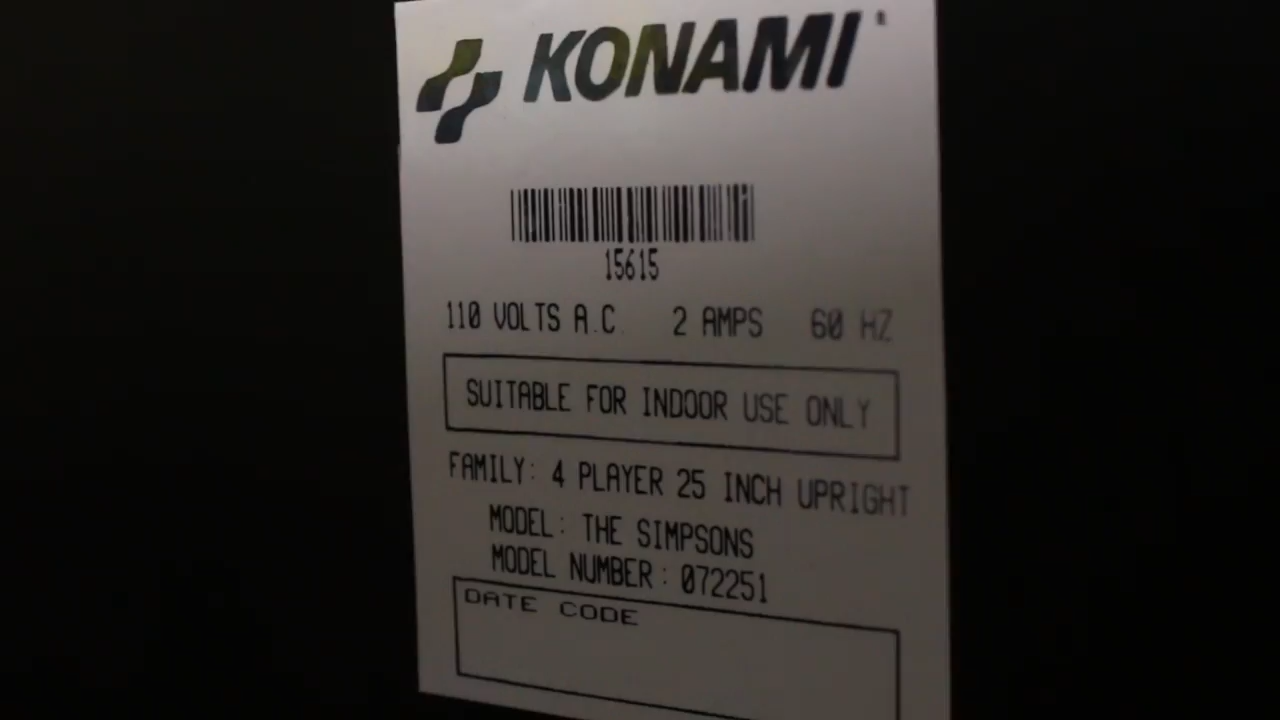 KONAMI
15615
110 VOLTS A.C. 2 AMPS 60 HZ
SUITABLE FOR INDOOR USE ONLY
FAMILY: 4 PLAYER 25 INCH UPRIGHT
MODEL: THE SIMPSONS
MODEL NUMBER: 072251
DATE CODE